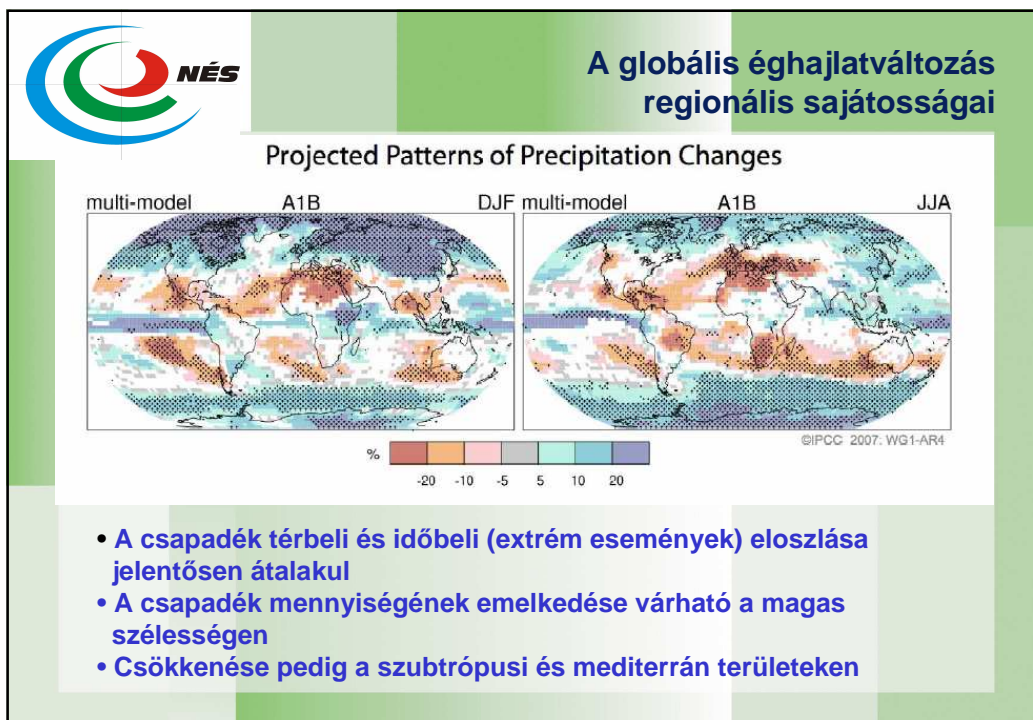 NÉS
A globális éghajlatváltozás
regionális sajátosságai
Projected Patterns of Precipitation Changes
multi-model A1B DJF multi-model A1B JJA
©IPCC 2007: WG1-AR4
%
-20 -10 -5 5 10 20
• A csapadék térbeli és időbeli (extrém események) eloszlása
jelentősen átalakul
• A csapadék mennyiségének emelkedése várható a magas
szélességen
• Csökkenése pedig a szubtrópusi és mediterrán területeken